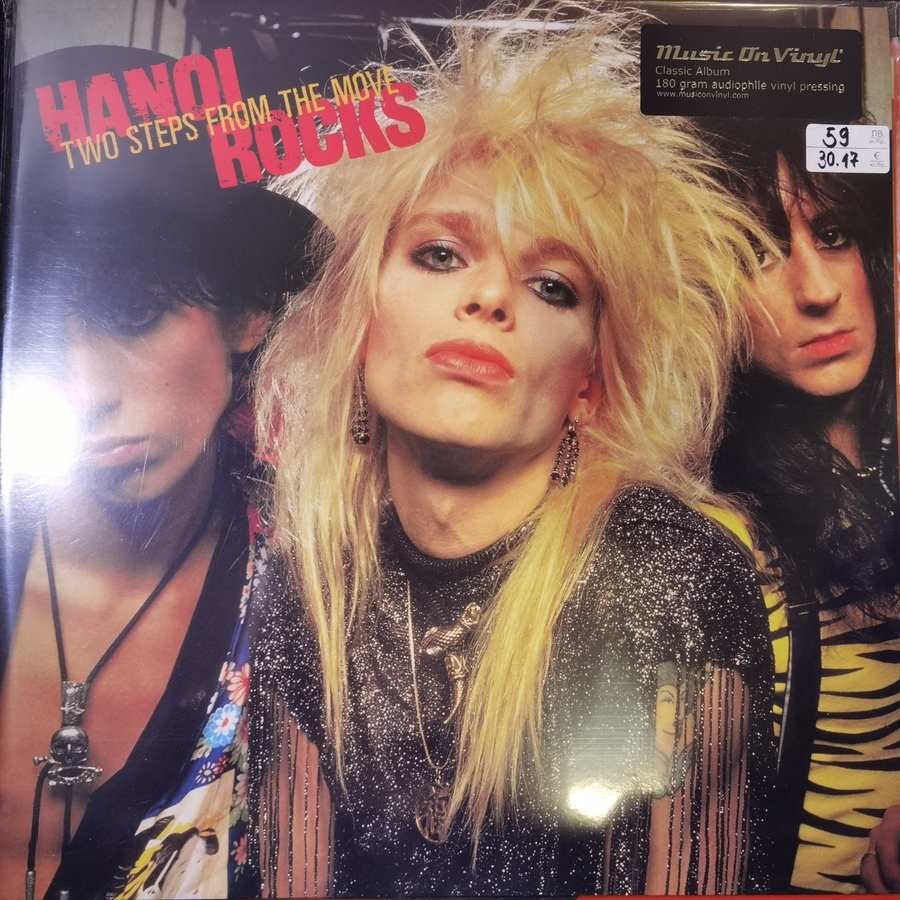 HANOI
TWO STEPS FROM THE MOVE
ROCKS
Music On Vinyl
Classic Album
180 gram audiophile vinyl pressing
www.musiconvinyl.com
59 ЛВ
30.17 €